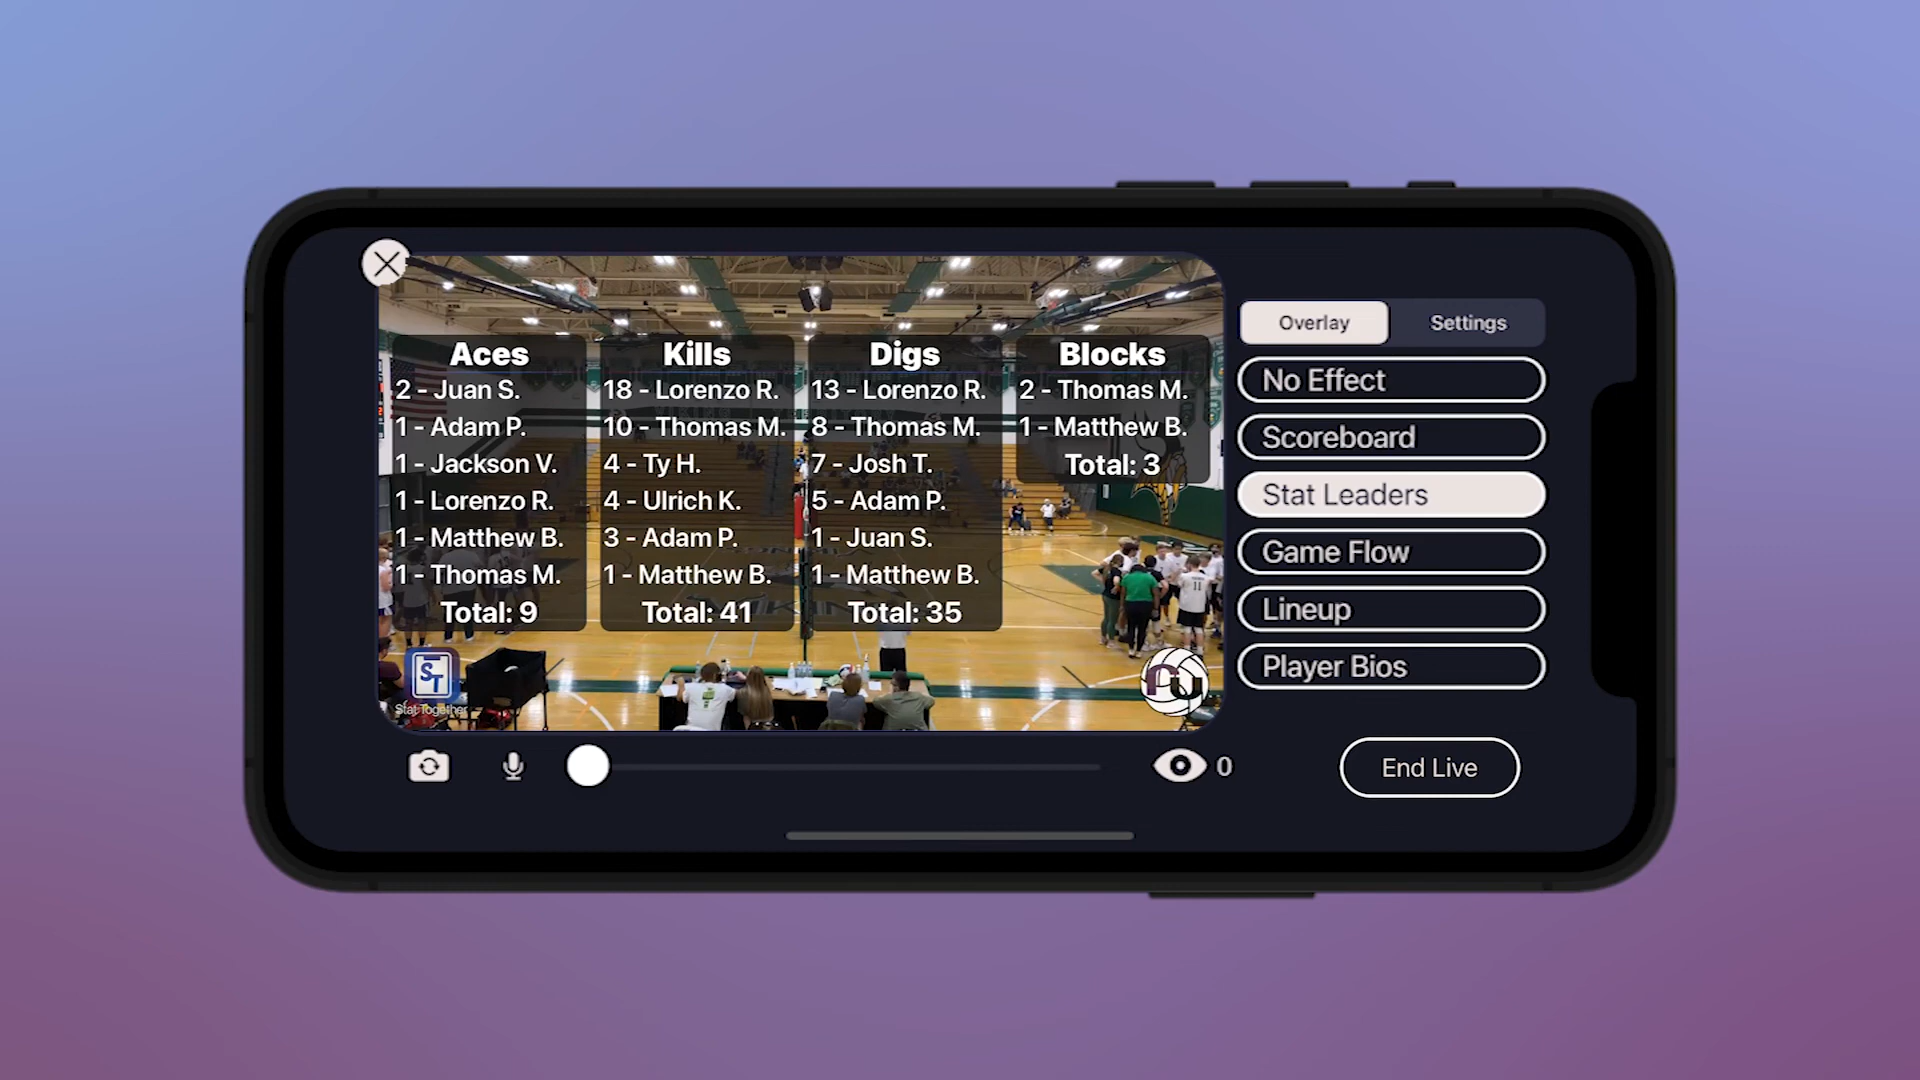 Aces
2 - Juan S.
1 - Adam P.
1 - Jackson V.
1 - Lorenzo R.
1 - Matthew B.
1 - Thomas M.
Total: 9
Kills
18 - Lorenzo R.
10 - Thomas M.
4 - Ty H.
4 - Ulrich K.
3 - Adam P.
1 - Matthew B.
Total: 41
Digs
13 - Lorenzo R.
8 - Thomas M.
7 - Josh T.
5 - Adam P.
1 - Juan S.
1 - Matthew B.
Total: 35
Blocks
2 - Thomas M.
1 - Matthew B.
Total: 3
ST
StatTogether
11
Overlay
Settings
No Effect
Scoreboard
Stat Leaders
Game Flow
Lineup
Player Bios
0
End Live